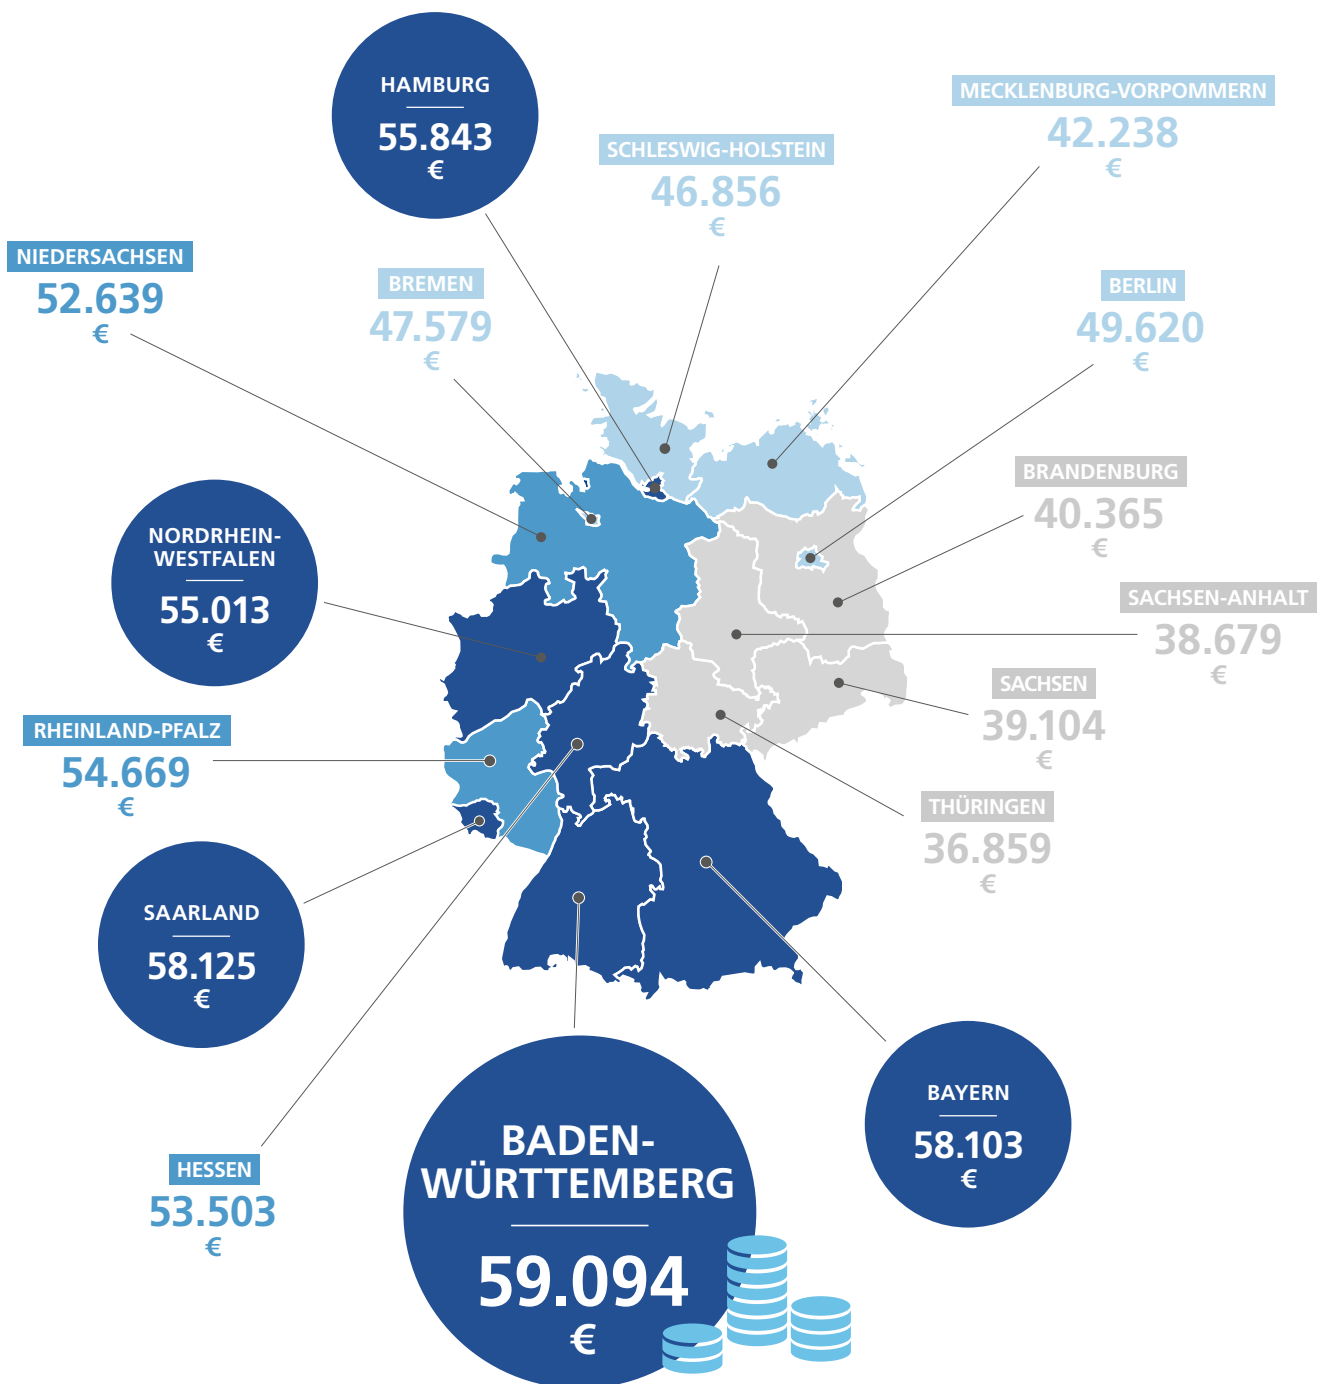 HAMBURG
55.843
€
MECKLENBURG-VORPOMMERN
42.238
€
SCHLESWIG-HOLSTEIN
46.856
€
NIEDERSACHSEN
52.639
€
BREMEN
47.579
€
BERLIN
49.620
€
BRANDENBURG
40.365
€
NORDRHEIN-
WESTFALEN
55.013
€
SACHSEN-ANHALT
38.679
€
SACHSEN
39.104
€
RHEINLAND-PFALZ
54.669
€
THÜRINGEN
36.859
€
SAARLAND
58.125
€
BAYERN
58.103
€
BADEN-
WÜRTTEMBERG
59.094
€
HESSEN
53.503
€